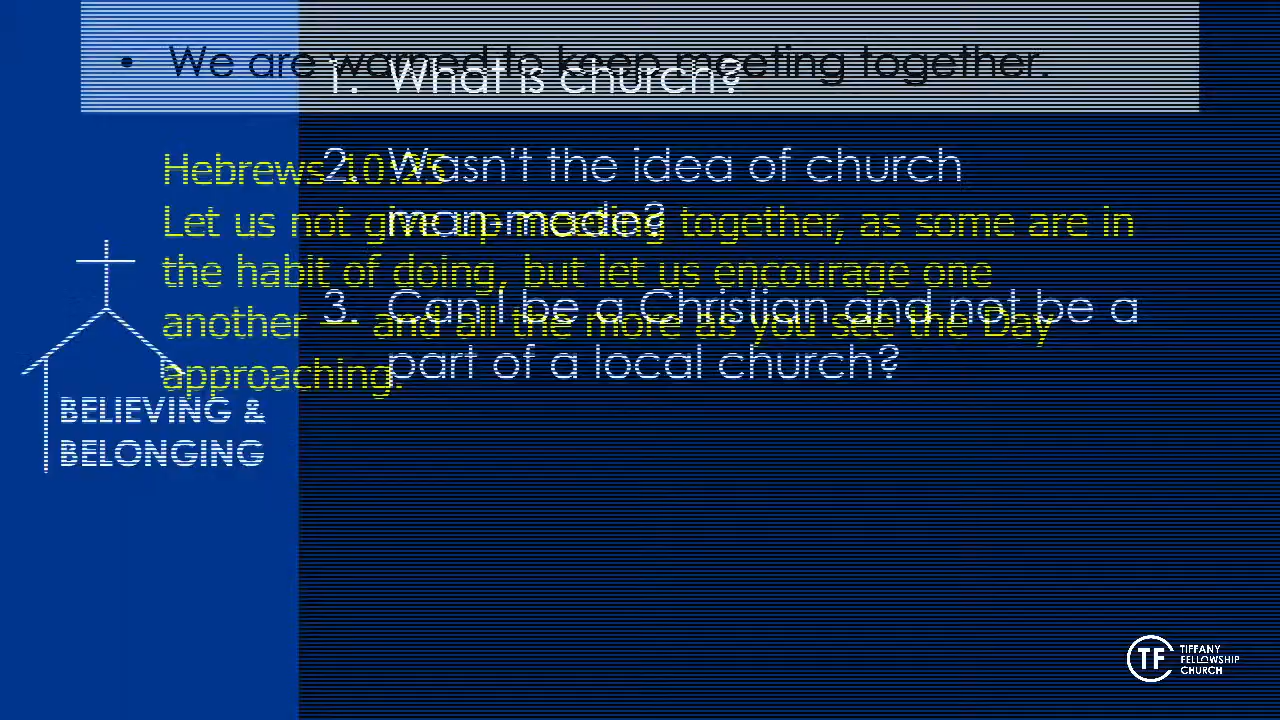 • We are warned to keep meeting together.
Hebrews 10:25
Let us not give up meeting together, as some are in
the habit of doing, but let us encourage one
another — and all the more as you see the Day
approaching.
1. What is church?
2. Wasn't the idea of church
man-made?
3. Can I be a Christian and not be a
part of a local church?
BELIEVING &
BELONGING
TF
TIFFANY
FELLOWSHIP
CHURCH